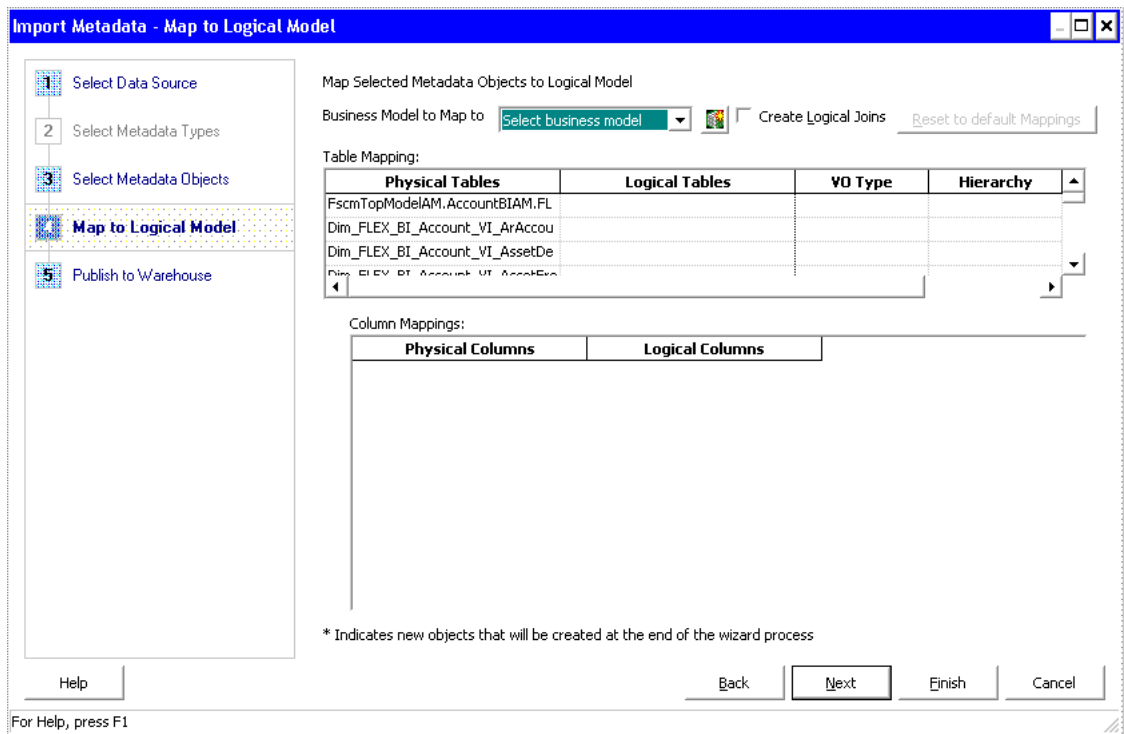 Import Metadata - Map to Logical Model
1 Select Data Source
2 Select Metadata Types
3 Select Metadata Objects
4 Map to Logical Model
5 Publish to Warehouse
Map Selected Metadata Objects to Logical Model
Business Model to Map to Select business model Create Logical Joins Reset to default Mappings
Table Mapping:
Physical Tables Logical Tables VO Type Hierarchy
FscmTopModelAM.AccountBIAM.FL
Dim_FLEX_BI_Account_VI_ArAccou
Dim_FLEX_BI_Account_VI_AssetDe
Dim_FLEX_BI_Account_VI_AssetExp
Column Mappings:
Physical Columns Logical Columns
* Indicates new objects that will be created at the end of the wizard process
Help Back Next Finish Cancel
For Help, press F1